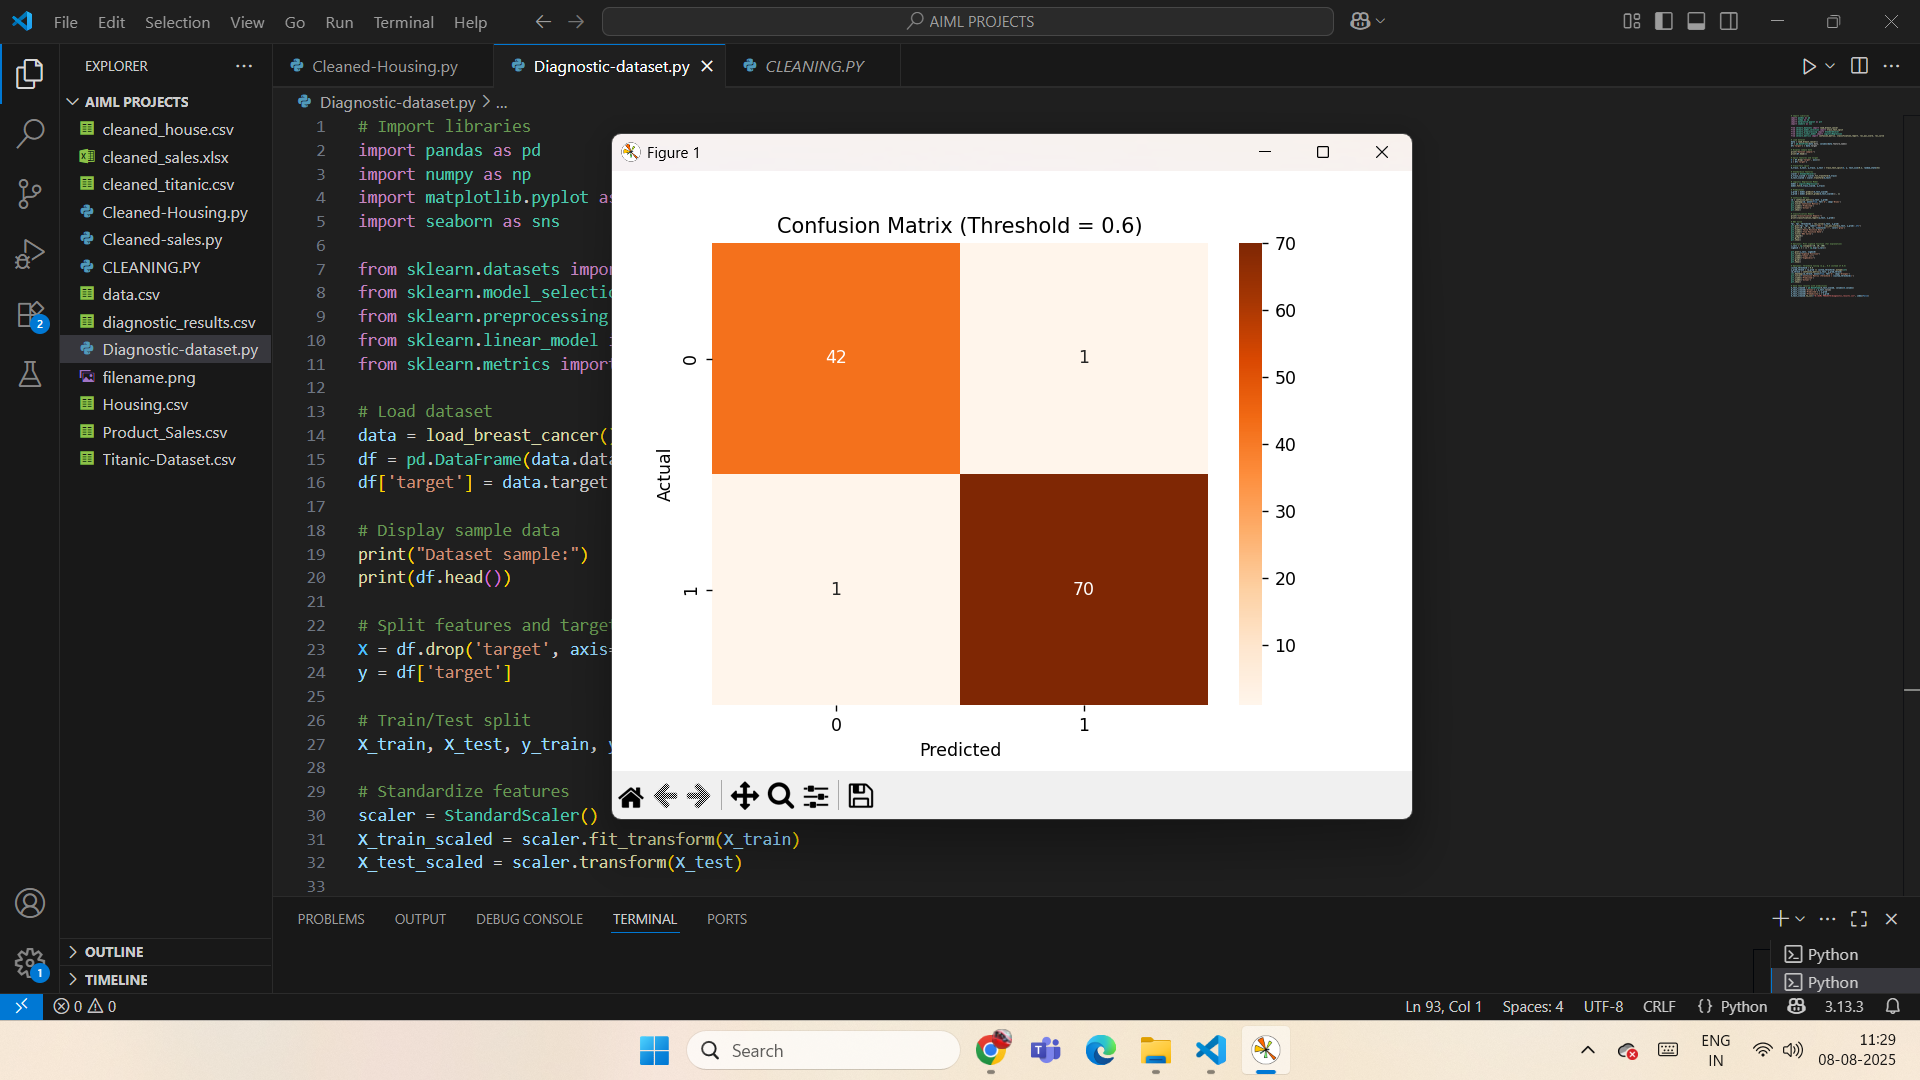 File Edit Selection View Go Run Terminal Help
AIML PROJECTS
EXPLORER
AIML PROJECTS
cleaned_house.csv
cleaned_sales.xlsx
cleaned_titanic.csv
Cleaned-Housing.py
Cleaned-sales.py
CLEANING.PY
data.csv
diagnostic_results.csv
Diagnostic-dataset.py
filename.png
Housing.csv
Product_Sales.csv
Titanic-Dataset.csv
OUTLINE
TIMELINE
2
1
Cleaned-Housing.py Diagnostic-dataset.py CLEANING.PY
Diagnostic-dataset.py > ...
1 # Import libraries
2 import pandas as pd
3 import numpy as np
4 import matplotlib.pyplot as
5 import seaborn as sns
6
7 from sklearn.datasets impor
8 from sklearn.model_selectio
9 from sklearn.preprocessing
10 from sklearn.linear_model i
11 from sklearn.metrics import
12
13 # Load dataset
14 data = load_breast_cancer()
15 df = pd.DataFrame(data.data
16 df['target'] = data.target
17
18 # Display sample data
19 print("Dataset sample:")
20 print(df.head())
21
22 # Split features and target
23 X = df.drop('target', axis=
24 y = df['target']
25
26 # Train/Test split
27 X_train, X_test, y_train, y
28
29 # Standardize features
30 scaler = StandardScaler()
31 X_train_scaled = scaler.fit_transform(X_train)
32 X_test_scaled = scaler.transform(X_test)
33
Figure 1
Confusion Matrix (Threshold = 0.6)
42 1
1 70
0
1
Actual
0 1
Predicted
70
60
50
40
30
20
10
PROBLEMS OUTPUT DEBUG CONSOLE TERMINAL PORTS
Python
Python
0 0
Ln 93, Col 1 Spaces: 4 UTF-8 CRLF {} Python 3.13.3
Search
ENG
IN
11:29
08-08-2025